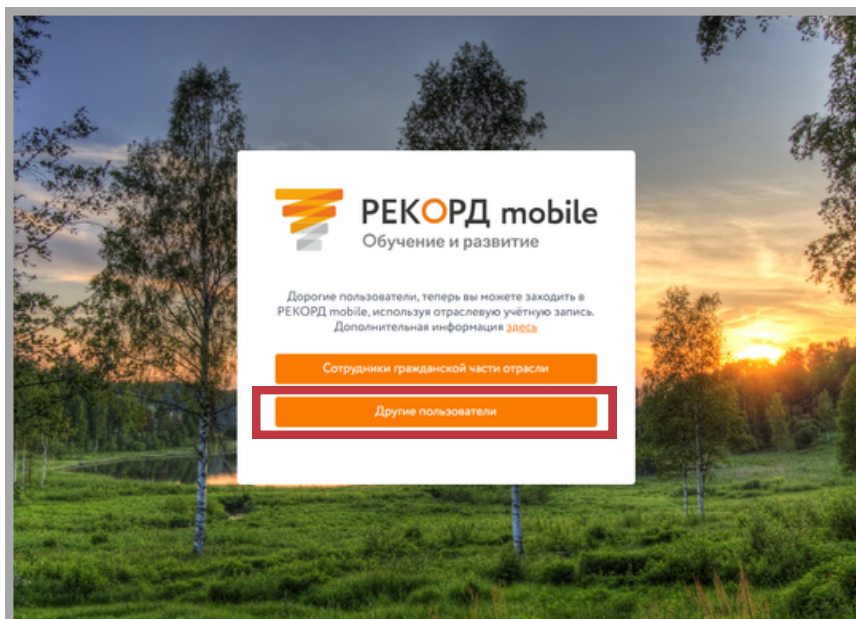 РЕКОРД mobile
Обучение и развитие
Дорогие пользователи, теперь вы можете заходить в
РЕКОРД mobile, используя отраслевую учётную запись.
Дополнительная информация здесь
Сотрудники гражданской части отрасли
Другие пользователи